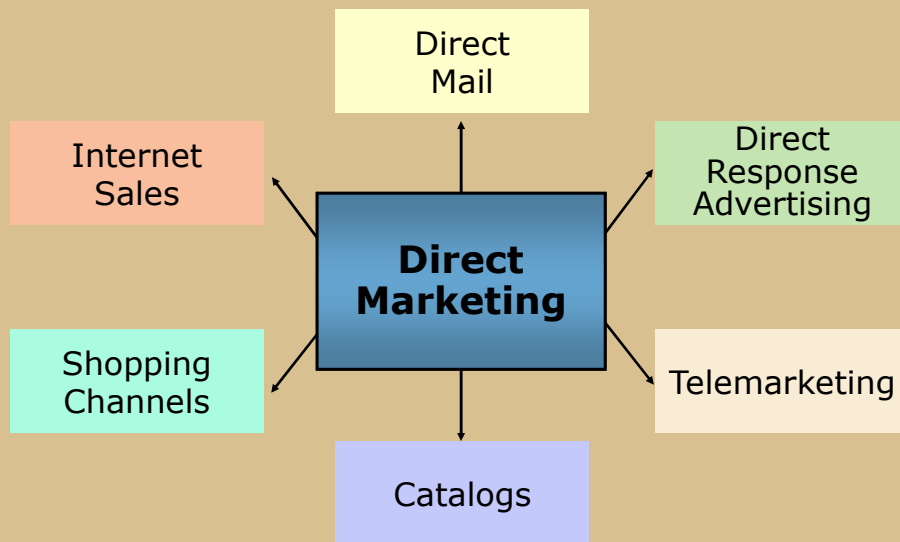 Direct
Mail
Internet
Sales
Direct
Response
Advertising
Direct
Marketing
Shopping
Channels
Telemarketing
Catalogs